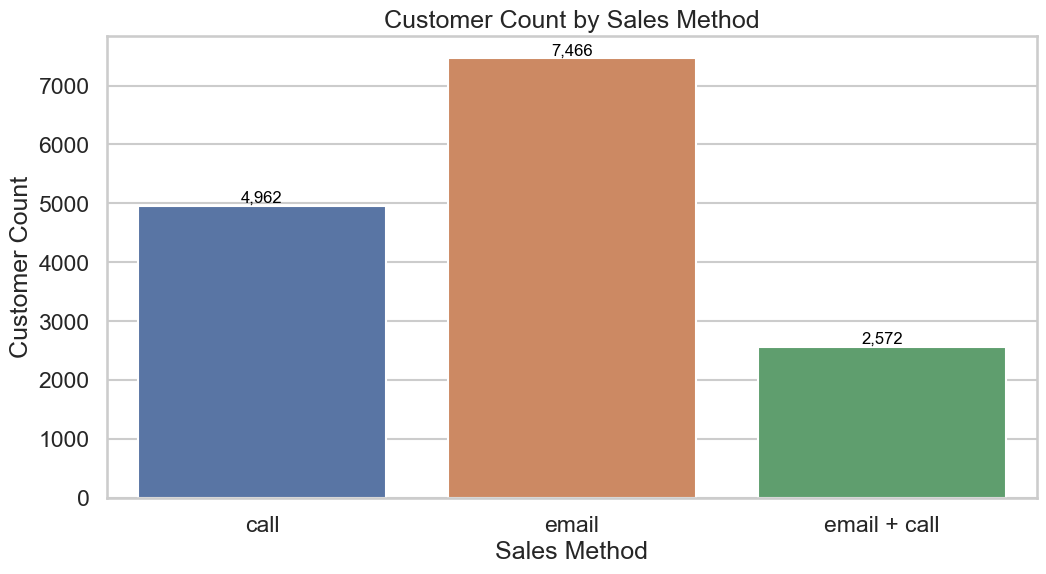 Customer Count by Sales Method
Customer Count
7000
6000
5000
4000
3000
2000
1000
0
4,962
7,466
2,572
call
email
email + call
Sales Method